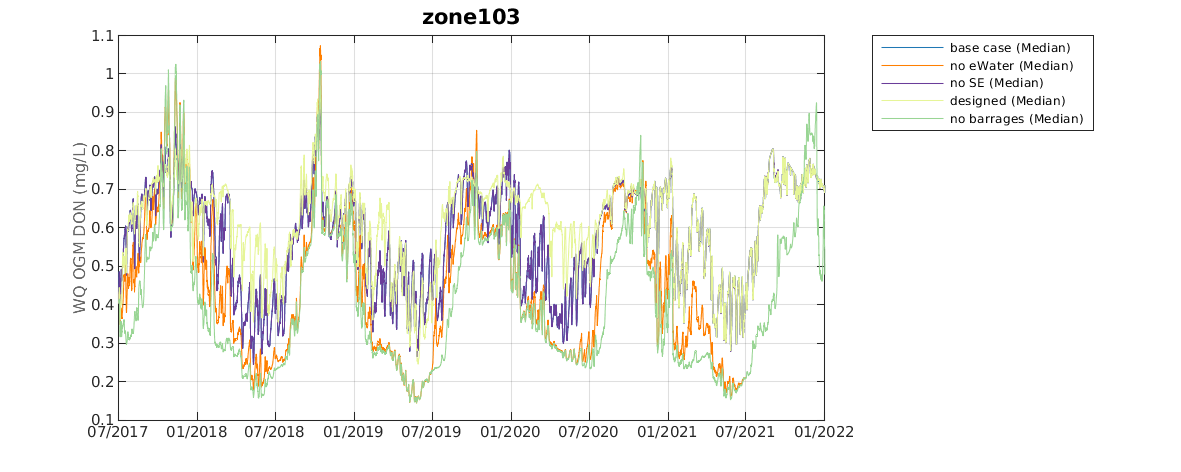 zone103
WQ OGM DON (mg/L)
1.1
1
0.9
0.8
0.7
0.6
0.5
0.4
0.3
0.2
0.1
07/2017 01/2018 07/2018 01/2019 07/2019 01/2020 07/2020 01/2021 07/2021 01/2022
base case (Median)
no eWater (Median)
no SE (Median)
designed (Median)
no barrages (Median)